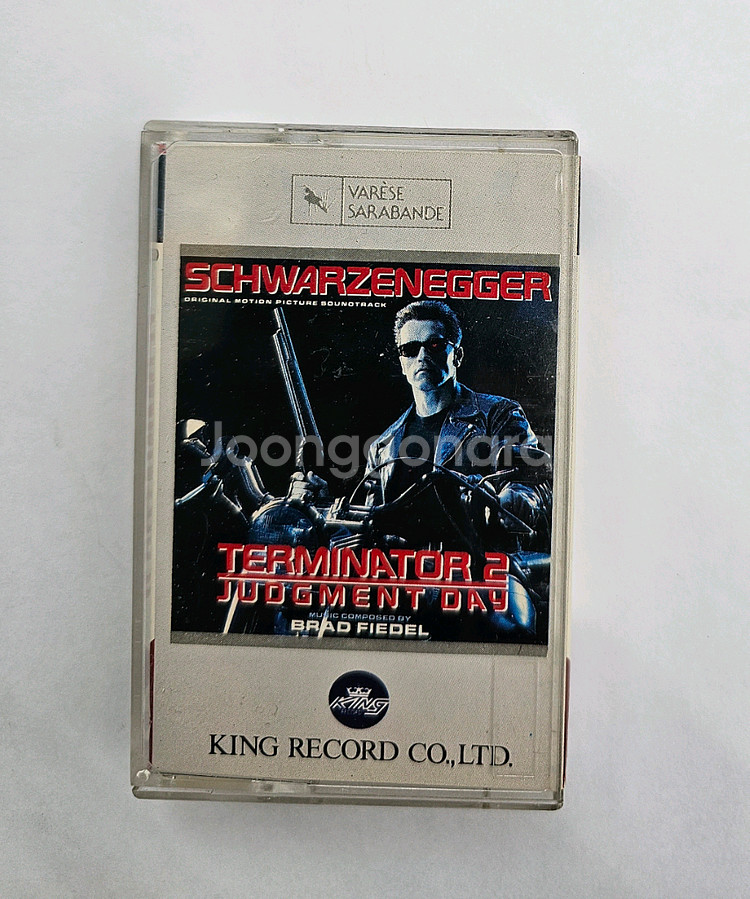 VARÈSE
SARABANDE
SCHWARZENEGGER
ORIGINAL MOTION PICTURE SOUNDTRACK
Joonggonara
TERMINATOR 2
JUDGMENT DAY
MUSIC COMPOSED BY
BRAD FIEDEL
KING
KING RECORD CO.,LTD.